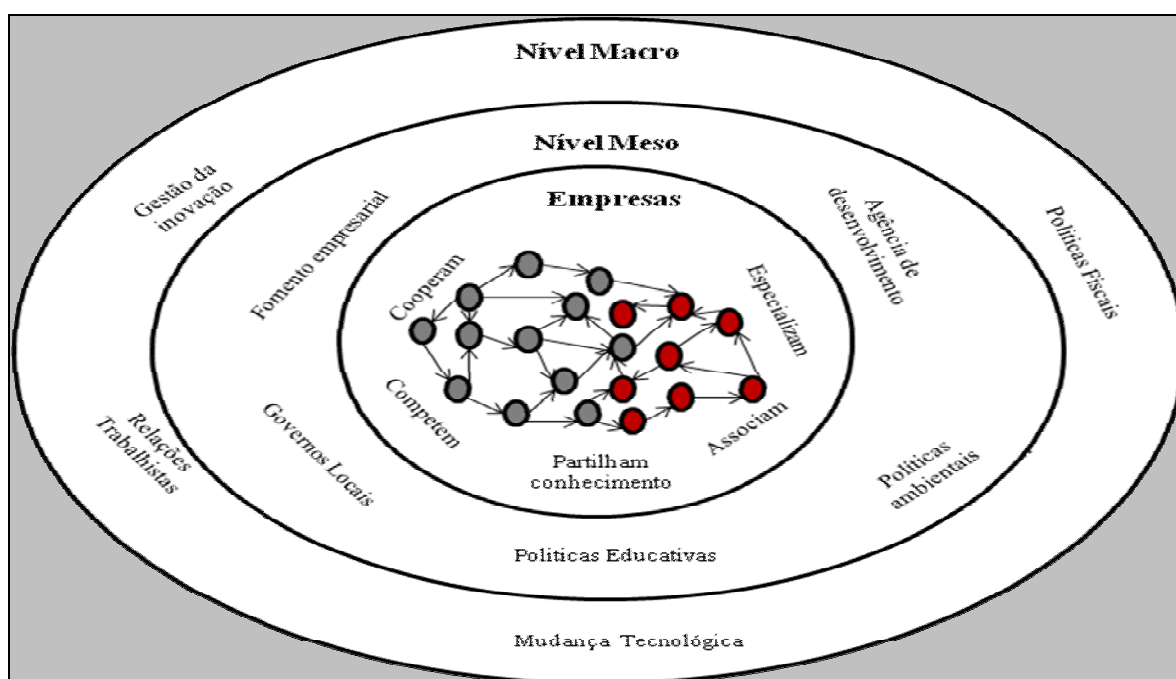 Nível Macro
Nível Meso
Empresas
Gestão da
inovação
Fomento empresarial
Agência de
desenvolvimento
Políticas Fiscais
Cooperam
Especializam
Competem
Associam
Partilham
conhecimento
Relações
Trabalhistas
Governos Locais
Políticas
ambientais
Políticas Educativas
Mudança Tecnológica